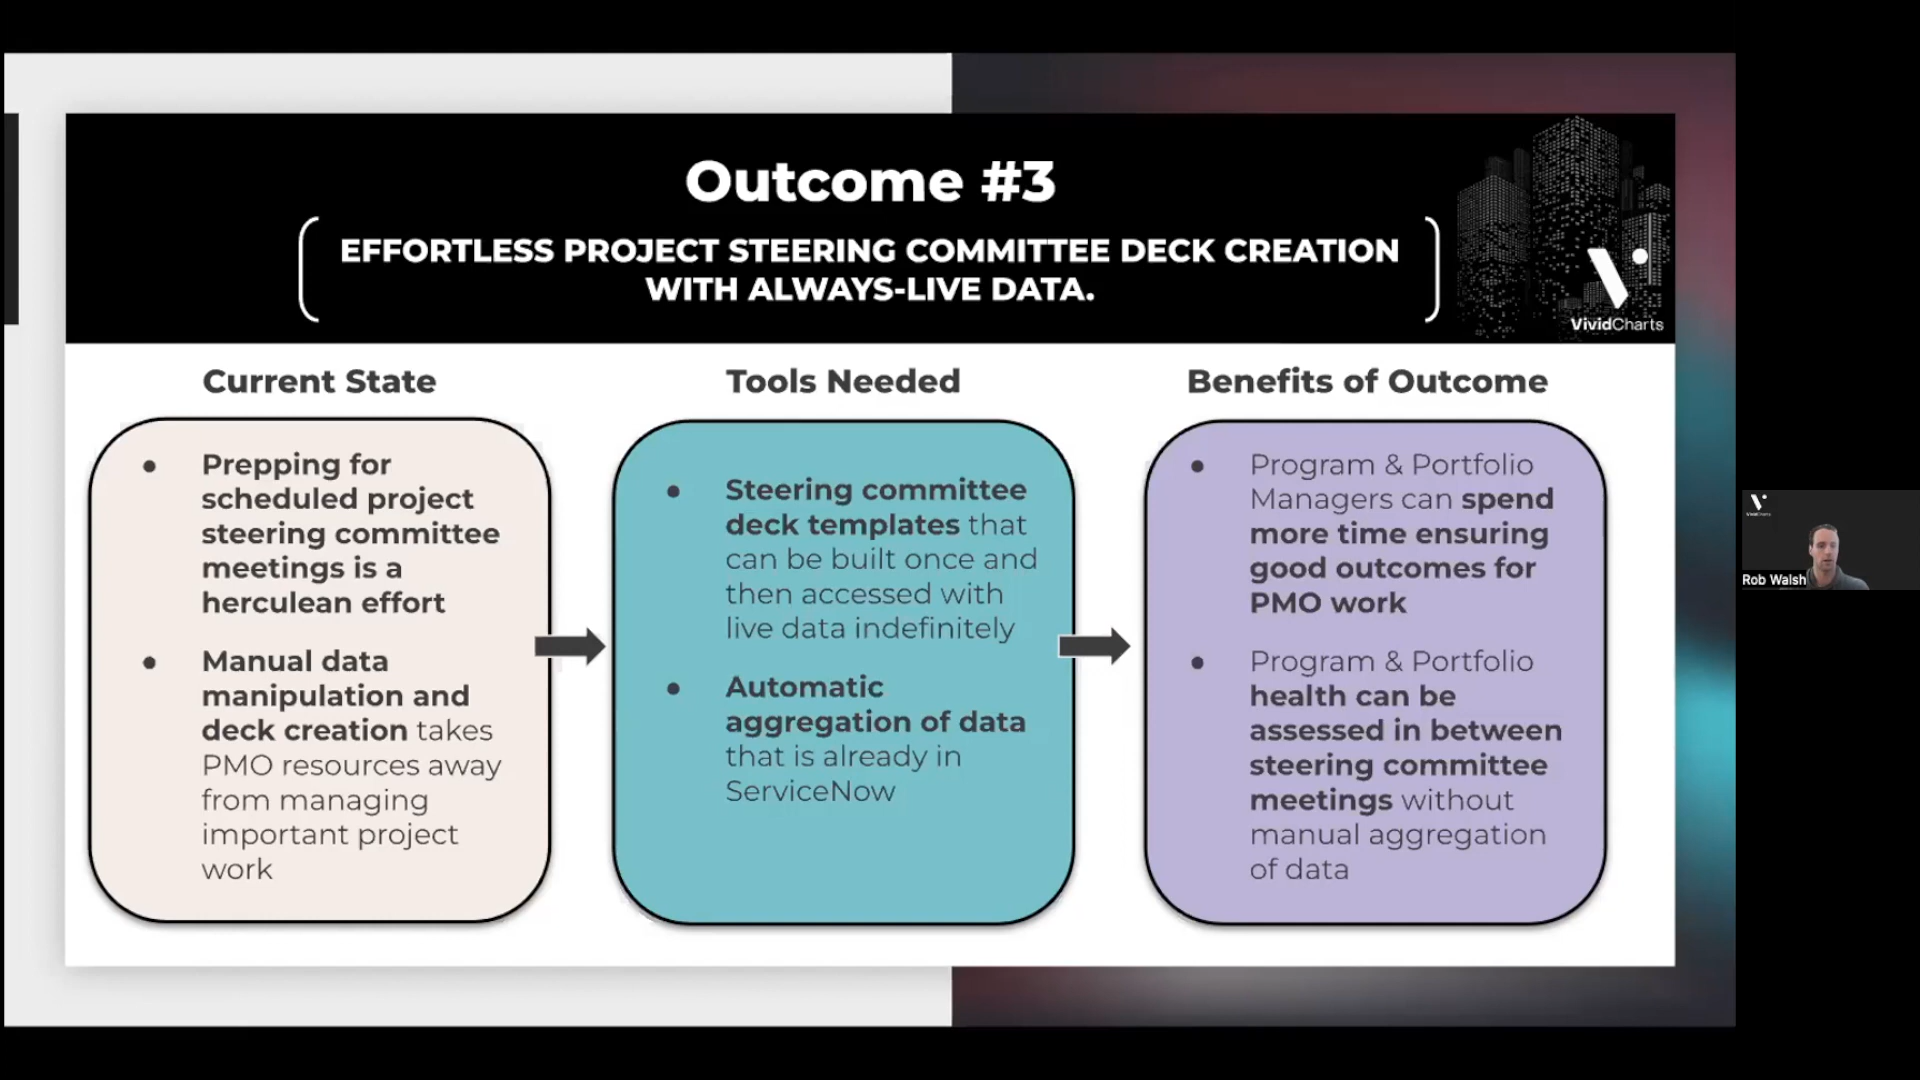 Outcome #3
EFFORTLESS PROJECT STEERING COMMITTEE DECK CREATION
WITH ALWAYS-LIVE DATA.
VividCharts
Current State
• Prepping for
scheduled project
steering committee
meetings is a
herculean effort
• Manual data
manipulation and
deck creation takes
PMO resources away
from managing
important project
work
Tools Needed
• Steering committee
deck templates that
can be built once and
then accessed with
live data indefinitely
• Automatic
aggregation of data
that is already in
ServiceNow
Benefits of Outcome
• Program & Portfolio
Managers can spend
more time ensuring
good outcomes for
PMO work
• Program & Portfolio
health can be
assessed in between
steering committee
meetings without
manual aggregation
of data
Rob Walsh